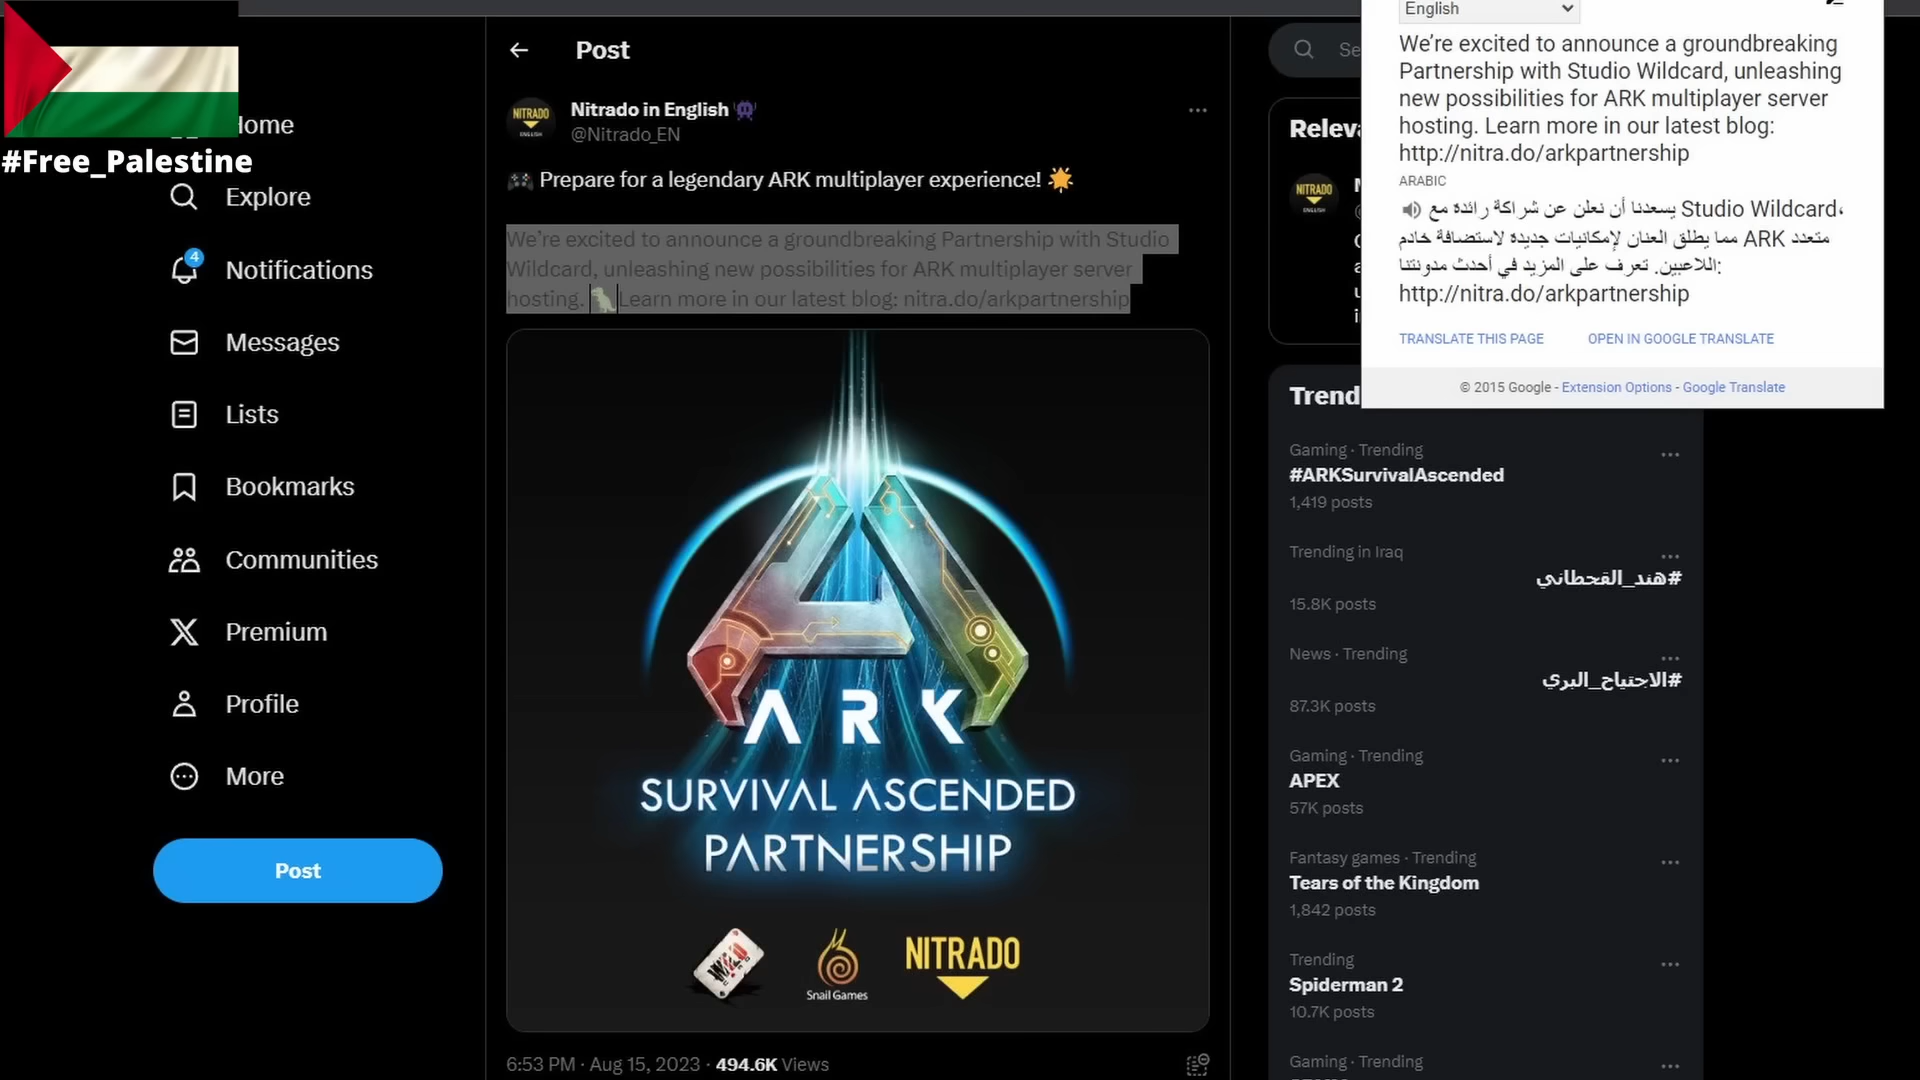 #Free_Palestine
Home
Explore
4
Notifications
Messages
Lists
Bookmarks
Communities
Premium
Profile
More
Post
Post
NITRADO
ENGLISH
Nitrado in English
@Nitrado_EN
Prepare for a legendary ARK multiplayer experience!
We're excited to announce a groundbreaking Partnership with Studio
Wildcard, unleashing new possibilities for ARK multiplayer server
hosting. Learn more in our latest blog: nitra.do/arkpartnership
ARK
SURVIVAL ASCENDED
PARTNERSHIP
WILD
Snail Games
NITRADO
6:53 PM · Aug 15, 2023 · 494.6K Views
NITRADO
ENGLISH
English
We're excited to announce a groundbreaking
Partnership with Studio Wildcard, unleashing
new possibilities for ARK multiplayer server
hosting. Learn more in our latest blog:
http://nitra.do/arkpartnership
ARABIC
يسعدنا أن نعلن عن شراكة رائدة مع Studio Wildcard،
مما يطلق العنان لإمكانيات جديدة لاستضافة خادم ARK متعدد
اللاعبين. تعرف على المزيد في أحدث مدونتنا:
http://nitra.do/arkpartnership
TRANSLATE THIS PAGE
OPEN IN GOOGLE TRANSLATE
© 2015 Google - Extension Options - Google Translate
Gaming · Trending
#ARKSurvivalAscended
1,419 posts
Trending in Iraq
#هند_القحطاني
15.8K posts
News · Trending
#الاجتياح_البري
87.3K posts
Gaming · Trending
APEX
57K posts
Fantasy games · Trending
Tears of the Kingdom
1,842 posts
Trending
Spiderman 2
10.7K posts
Gaming · Trending